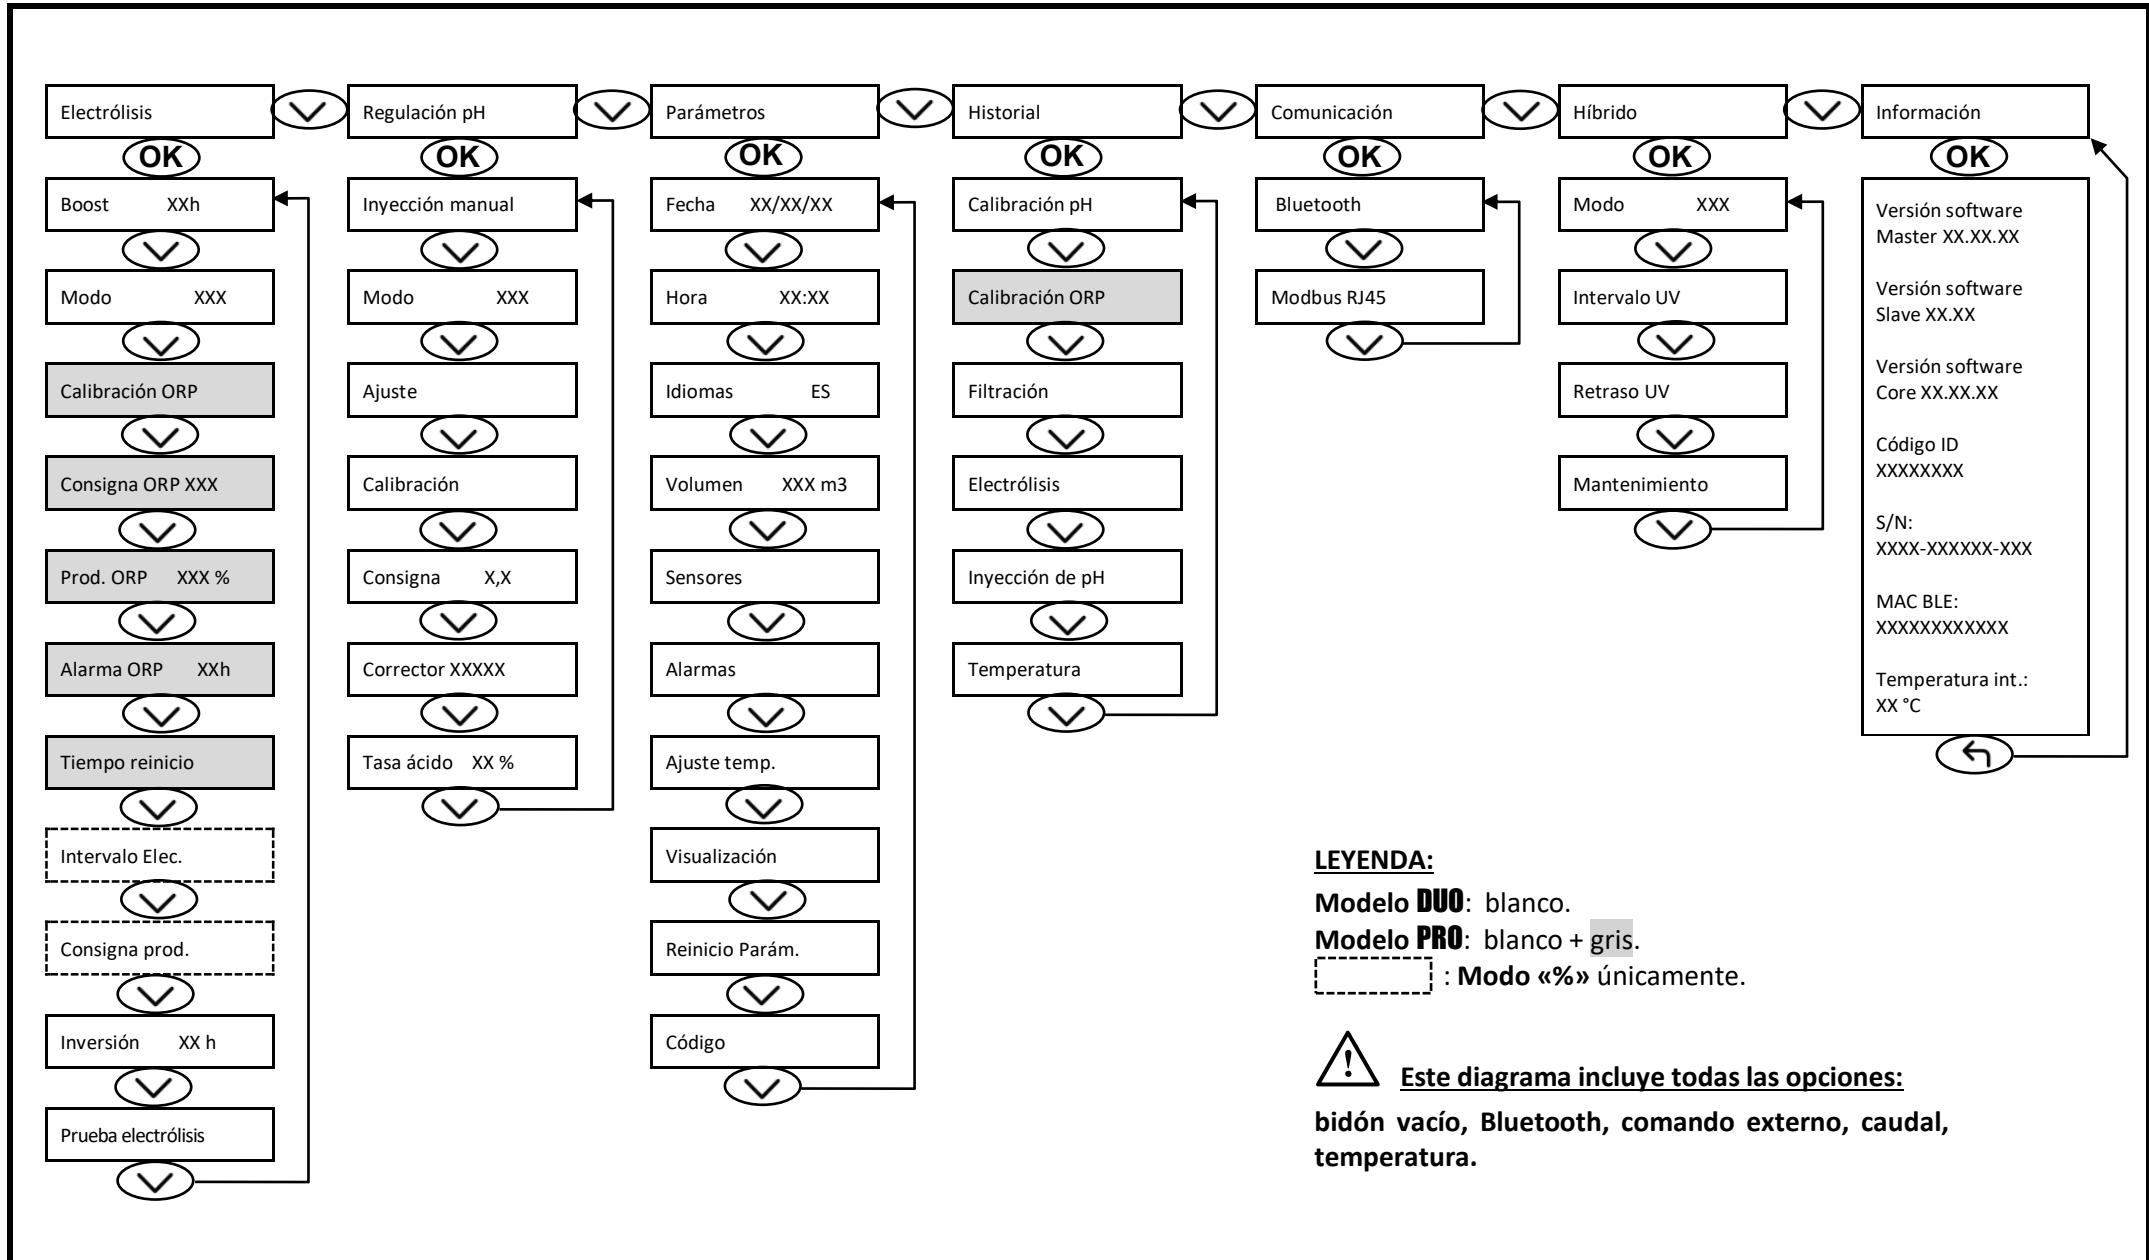 Electrólisis
OK
Boost XXh
Modo XXX
Calibración ORP
Consigna ORP XXX
Prod. ORP XXX %
Alarma ORP XXh
Tiempo reinicio
Intervalo Elec.
Consigna prod.
Inversión XX h
Prueba electrólisis
Regulación pH
OK
Inyección manual
Modo XXX
Ajuste
Calibración
Consigna X,X
Corrector XXXXX
Tasa ácido XX %
Parámetros
OK
Fecha XX/XX/XX
Hora XX:XX
Idiomas ES
Volumen XXX m3
Sensores
Alarmas
Ajuste temp.
Visualización
Reinicio Parám.
Código
Historial
OK
Calibración pH
Calibración ORP
Filtración
Electrólisis
Inyección de pH
Temperatura
Comunicación
OK
Bluetooth
Modbus RJ45
Híbrido
OK
Modo XXX
Intervalo UV
Retraso UV
Mantenimiento
Información
OK
Versión software
Master XX.XX.XX
Versión software
Slave XX.XX
Versión software
Core XX.XX.XX
Código ID
XXXXXXXX
S/N:
XXXX-XXXXXX-XXX
MAC BLE:
XXXXXXXXXXXX
Temperatura int.:
XX °C
LEYENDA:
Modelo DUO: blanco.
Modelo PRO: blanco + gris.
: Modo «%» únicamente.
! Este diagrama incluye todas las opciones:
bidón vacío, Bluetooth, comando externo, caudal,
temperatura.